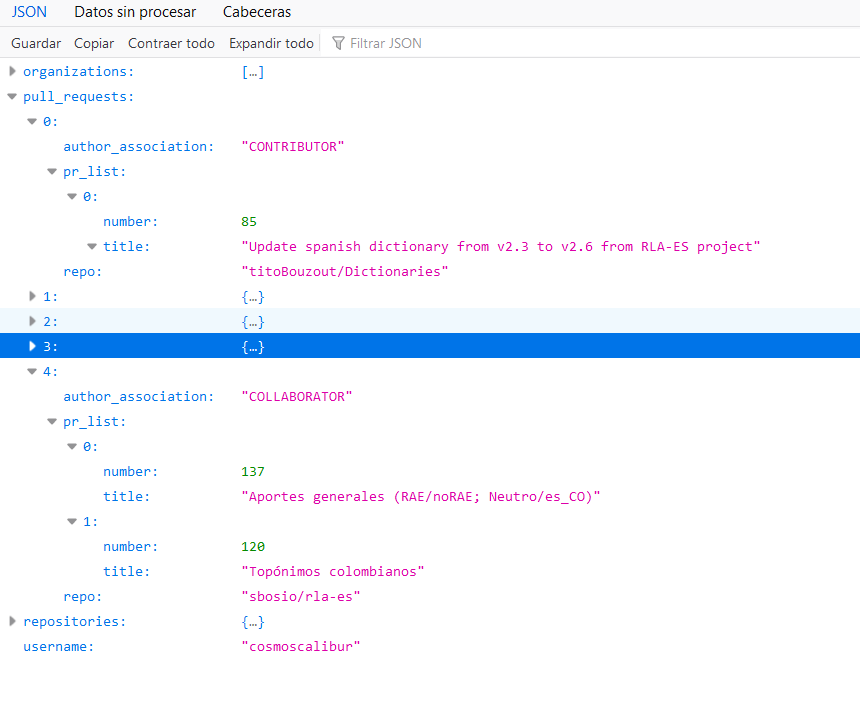 JSON Datos sin procesar Cabeceras
Guardar Copiar Contraer todo Expandir todo Filtrar JSON
organizations: […]
pull_requests:
0:
author_association: "CONTRIBUTOR"
pr_list:
0:
number: 85
title: "Update spanish dictionary from v2.3 to v2.6 from RLA-ES project"
repo: "titoBouzout/Dictionaries"
1: {…}
2: {…}
3: {…}
4:
author_association: "COLLABORATOR"
pr_list:
0:
number: 137
title: "Aportes generales (RAE/noRAE; Neutro/es_CO)"
1:
number: 120
title: "Topónimos colombianos"
repo: "sbosio/rla-es"
repositories: {…}
username: "cosmoscalibur"